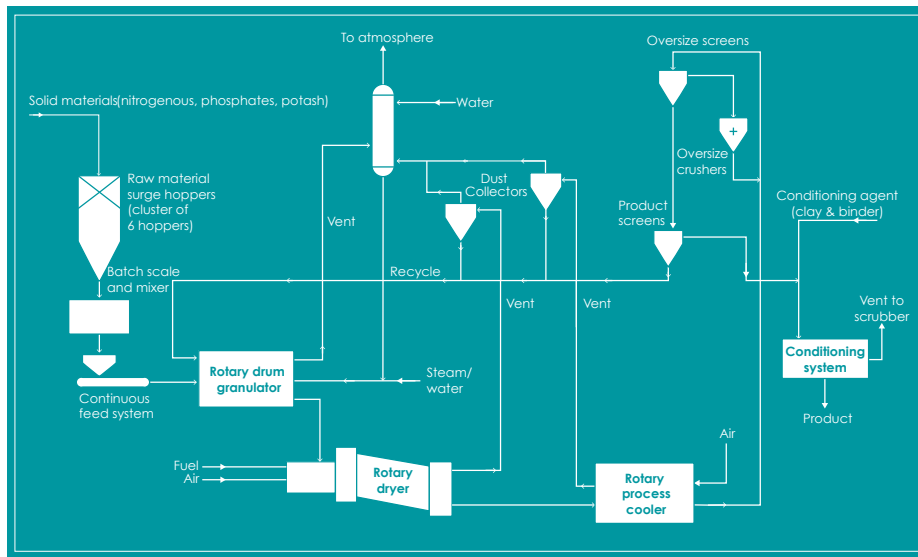 To atmosphere
Oversize screens
Solid materials(nitrogenous, phosphates, potash)
Water
+
Oversize
crushers
Raw material
surge hoppers
(cluster of
6 hoppers)
Dust
Collectors
Conditioning agent
(clay & binder)
Product
screens
Vent
Batch scale
and mixer
Recycle
Vent
Vent
Vent to
scrubber
Rotary drum
granulator
Steam/
water
Conditioning
system
Continuous
feed system
Product
Air
Fuel
Air
Rotary
dryer
Rotary
process
cooler